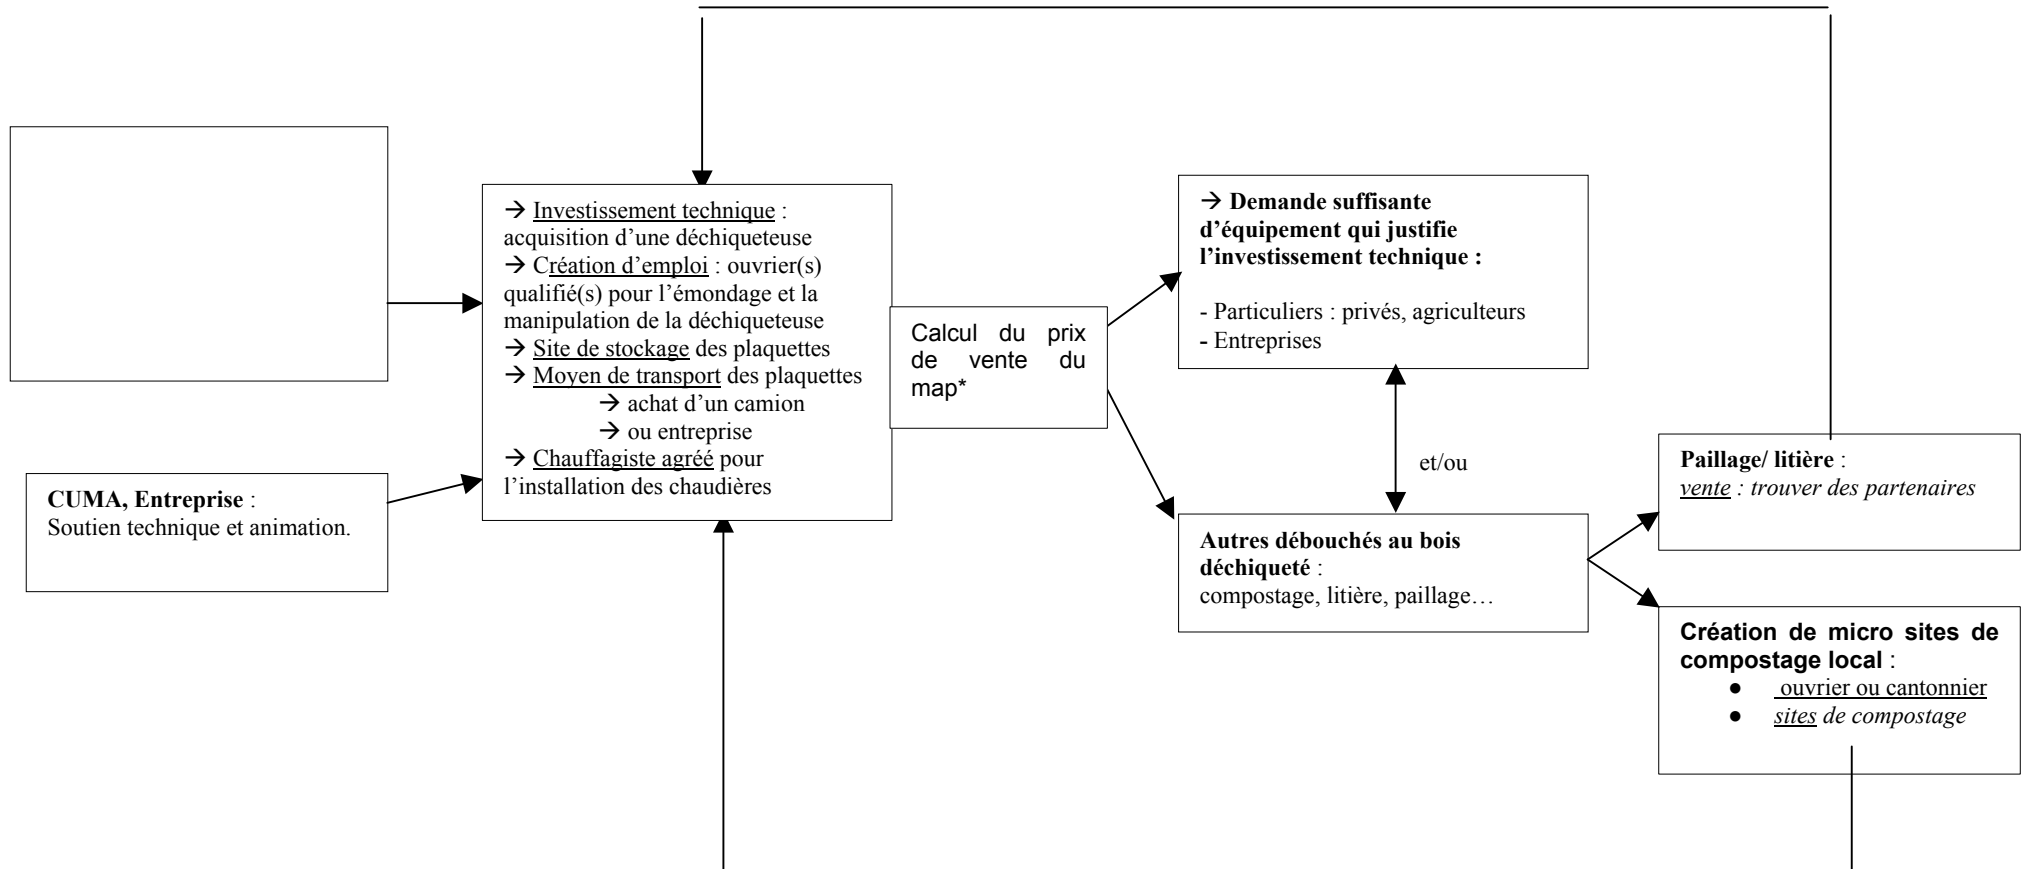 → Investissement technique :
acquisition d’une déchiqueteuse
→ Création d’emploi : ouvrier(s)
qualifié(s) pour l’émondage et la
manipulation de la déchiqueteuse
→ Site de stockage des plaquettes
→ Moyen de transport des plaquettes
→ achat d’un camion
→ ou entreprise
→ Chauffagiste agréé pour
l’installation des chaudières
CUMA, Entreprise :
Soutien technique et animation.
Calcul du prix
de vente du
map*
→ Demande suffisante
d’équipement qui justifie
l’investissement technique :
- Particuliers : privés, agriculteurs
- Entreprises
et/ou
Autres débouchés au bois
déchiqueté :
compostage, litière, paillage…
Paillage/ litière :
vente : trouver des partenaires
Création de micro sites de
compostage local :
● ouvrier ou cantonnier
● sites de compostage